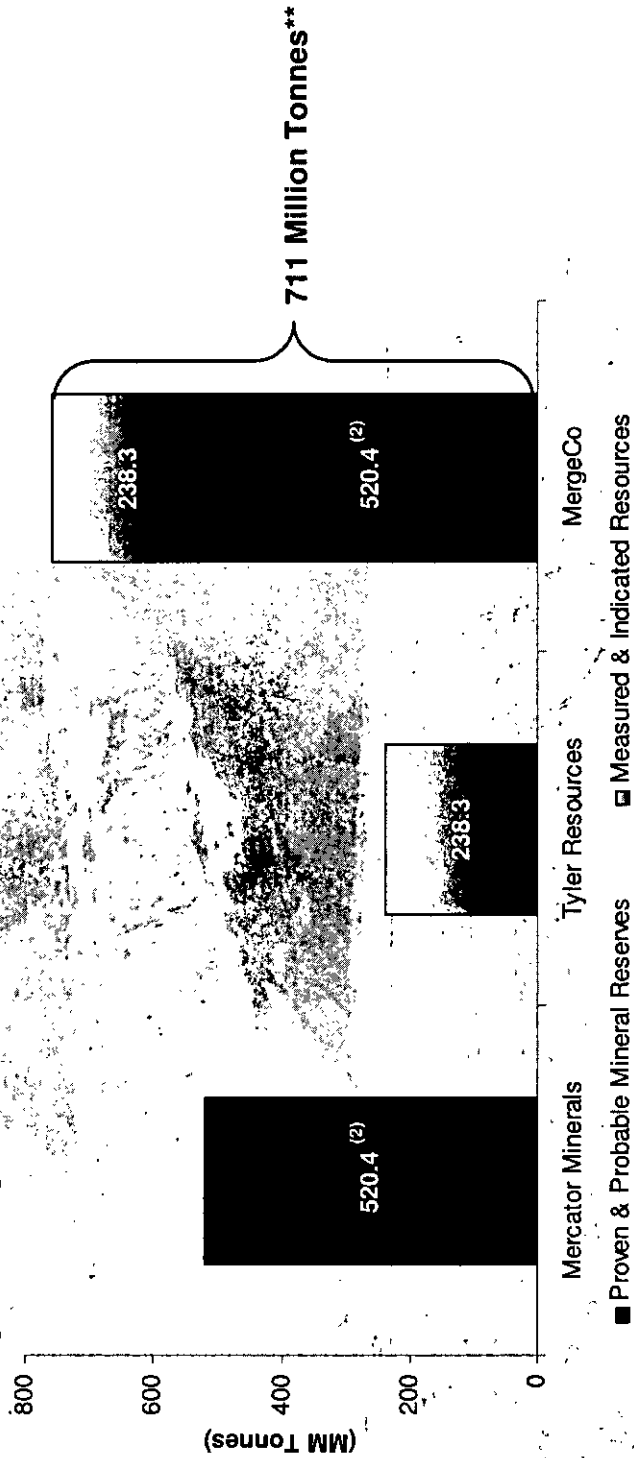 800
600
400
200
0
(MM Tonnes)
520.4 (2)
238.3
238.3
520.4 (2)
711 Million Tonnes**
Mercator Minerals
Tyler Resources
MergeCo
■ Proven & Probable Mineral Reserves
■ Measured & Indicated Resources